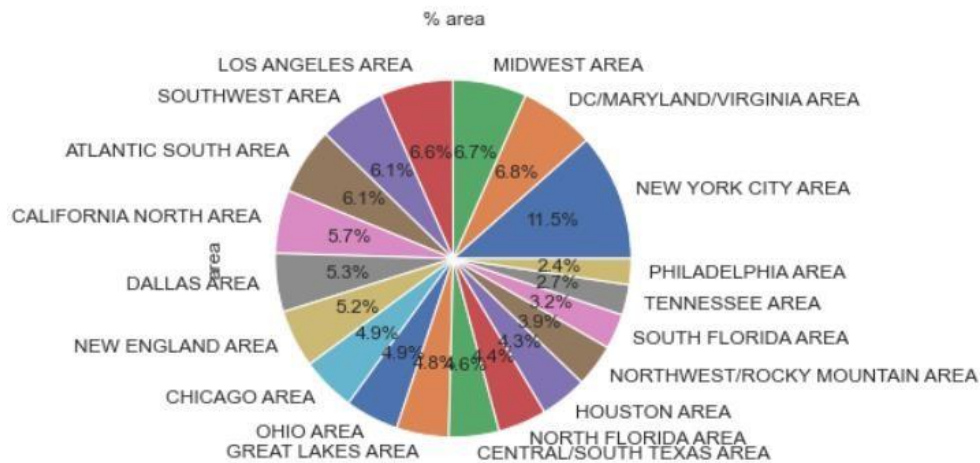 % area
LOS ANGELES AREA
MIDWEST AREA
SOUTHWEST AREA
DC/MARYLAND/VIRGINIA AREA
ATLANTIC SOUTH AREA
6.6%
6.7%
6.8%
6.1%
NEW YORK CITY AREA
6.1%
CALIFORNIA NORTH AREA
11.5%
5.7%
area
DALLAS AREA
5.3%
2.4%
PHILADELPHIA AREA
2.7%
TENNESSEE AREA
5.2%
3.2%
SOUTH FLORIDA AREA
NEW ENGLAND AREA
4.9%
3.9%
4.9%
4.3%
4.8%
4.6%
4.4%
NORTHWEST/ROCKY MOUNTAIN AREA
CHICAGO AREA
HOUSTON AREA
OHIO AREA
NORTH FLORIDA AREA
GREAT LAKES AREA
CENTRAL/SOUTH TEXAS AREA